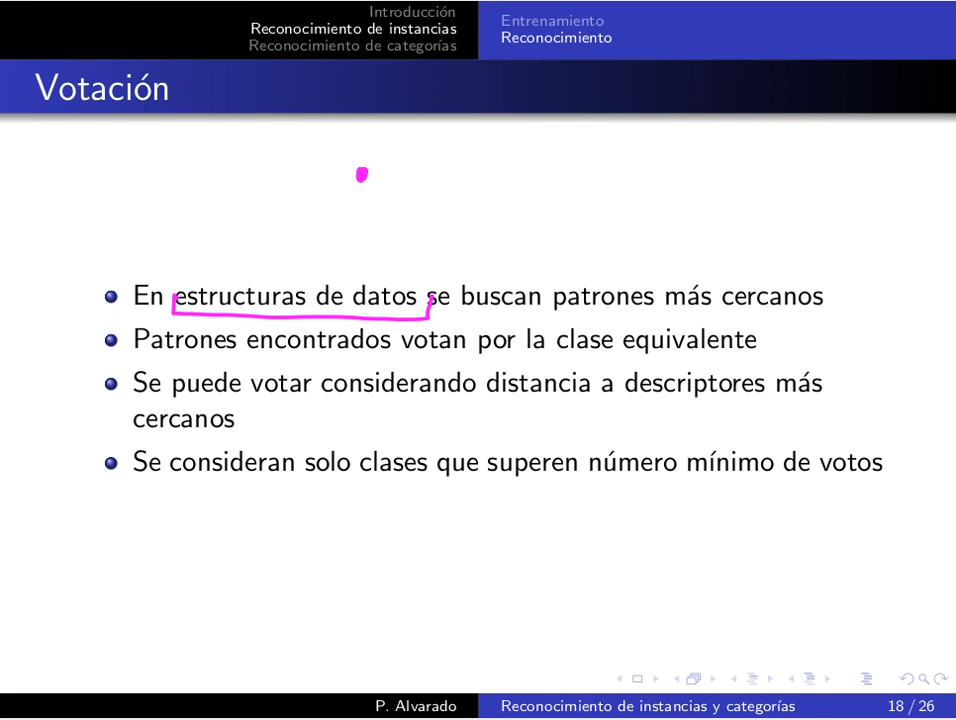 Introducción
Reconocimiento de instancias
Reconocimiento de categorías
Entrenamiento
Reconocimiento
Votación
En estructuras de datos se buscan patrones más cercanos
Patrones encontrados votan por la clase equivalente
Se puede votar considerando distancia a descriptores más
cercanos
Se consideran solo clases que superen número mínimo de votos
P. Alvarado
Reconocimiento de instancias y categorías
18 / 26